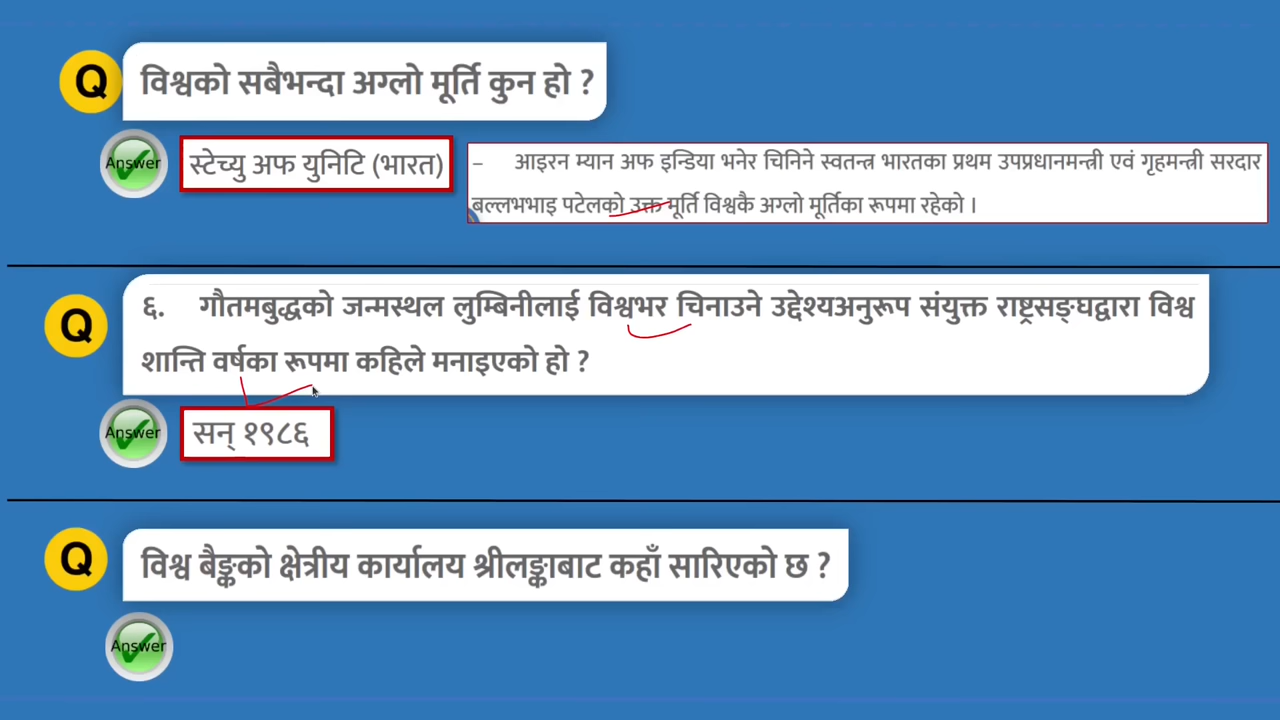 Q विश्वको सबैभन्दा अग्लो मूर्ति कुन हो ?
Answer स्टेच्यु अफ युनिटि (भारत)
– आइरन म्यान अफ इन्डिया भनेर चिनिने स्वतन्त्र भारतका प्रथम उपप्रधानमन्त्री एवं गृहमन्त्री सरदार
बल्लभभाइ पटेलको उक्त मूर्ति विश्वकै अग्लो मूर्तिका रूपमा रहेको ।
Q ६. गौतमबुद्धको जन्मस्थल लुम्बिनीलाई विश्वभर चिनाउने उद्देश्यअनुरूप संयुक्त राष्ट्रसङ्घद्वारा विश्व
शान्ति वर्षका रूपमा कहिले मनाइएको हो ?
Answer सन् १९८६
Q विश्व बैङ्कको क्षेत्रीय कार्यालय श्रीलङ्काबाट कहाँ सारिएको छ ?
Answer